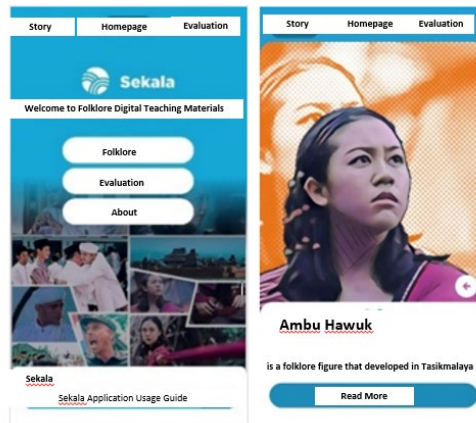 Story Homepage Evaluation
Sekala
Welcome to Folklore Digital Teaching Materials
Folklore
Evaluation
About
Sekala
Sekala Application Usage Guide
Story Homepage Evaluation
Ambu Hawuk
is a folklore figure that developed in Tasikmalaya
Read More